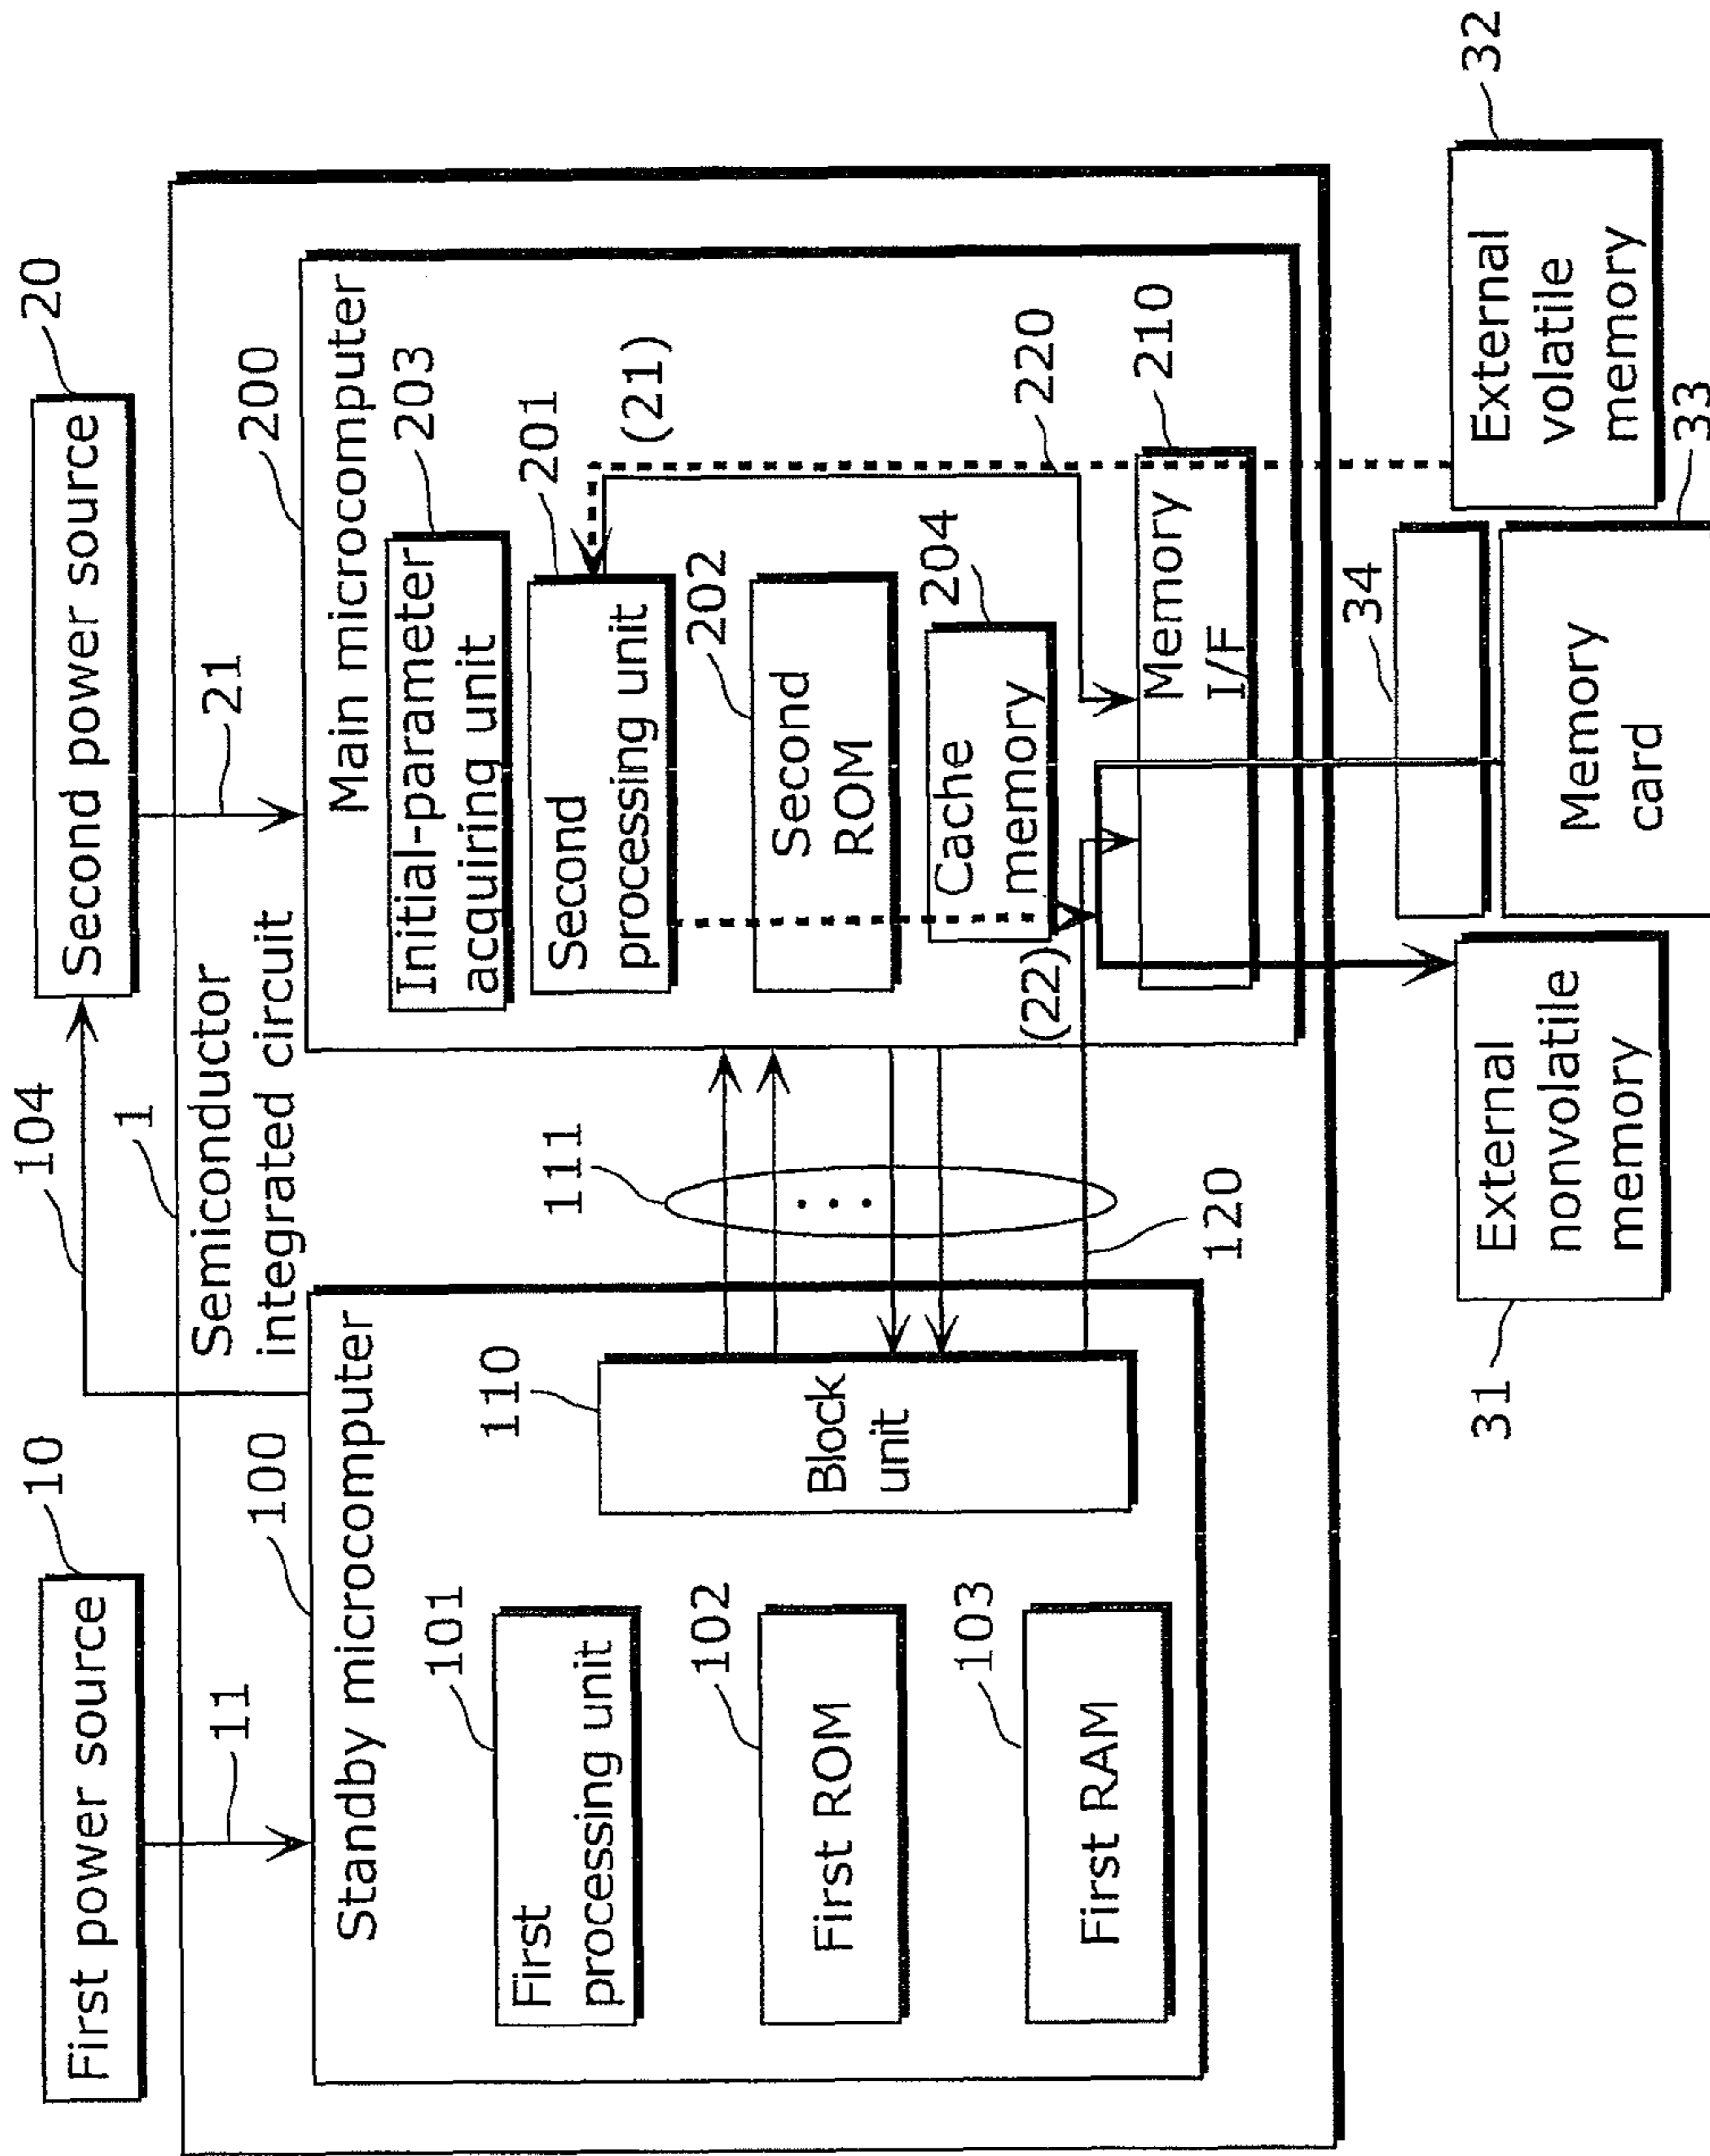 First power source
10
11
104
Second power source
20
21
1
Semiconductor
integrated circuit
100
Standby microcomputer
101
First
processing unit
102
First ROM
103
First RAM
110
Block
unit
111
...
120
200
Main microcomputer
203
Initial-parameter
acquiring unit
201
Second
processing unit
(21)
202
Second
ROM
204
Cache
memory
(22)
220
210
Memory
I/F
31
External
nonvolatile
memory
34
Memory
card
33
External
volatile
memory
32